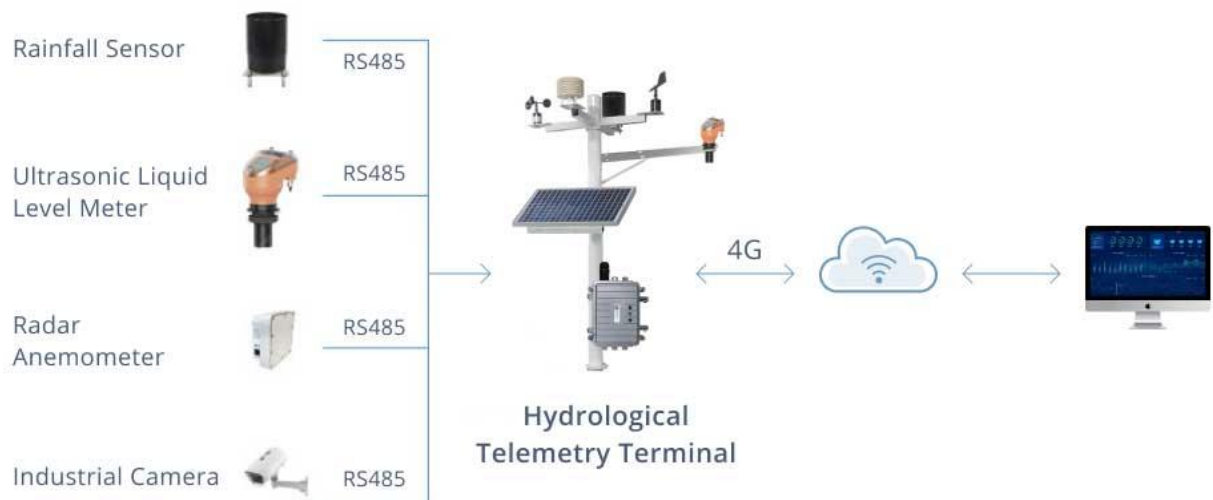 Rainfall Sensor
RS485
Ultrasonic Liquid
Level Meter
RS485
Radar
Anemometer
RS485
Industrial Camera
RS485
Hydrological
Telemetry Terminal
4G